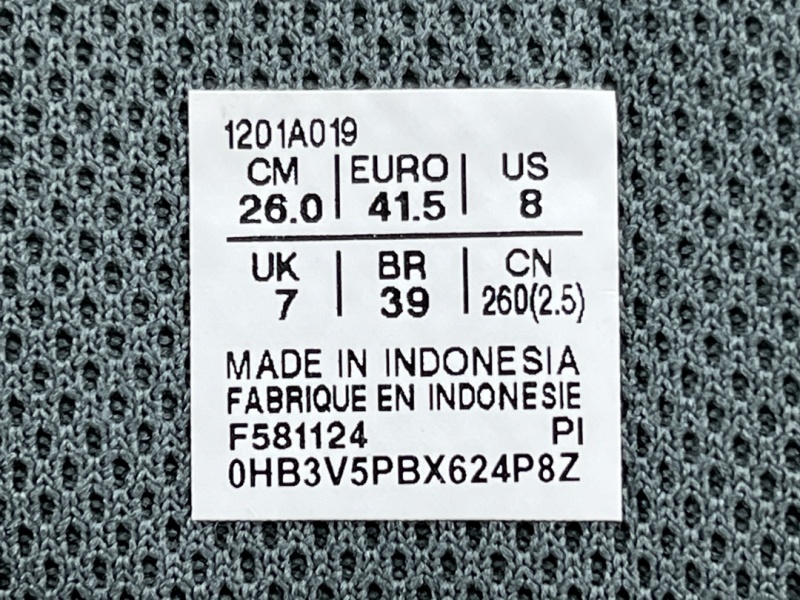 1201A019
CM | EURO | US
26.0 | 41.5 | 8
UK | BR | CN
7 | 39 | 260(2.5)
MADE IN INDONESIA
FABRIQUE EN INDONESIE
F581124 PI
0HB3V5PBX624P8Z